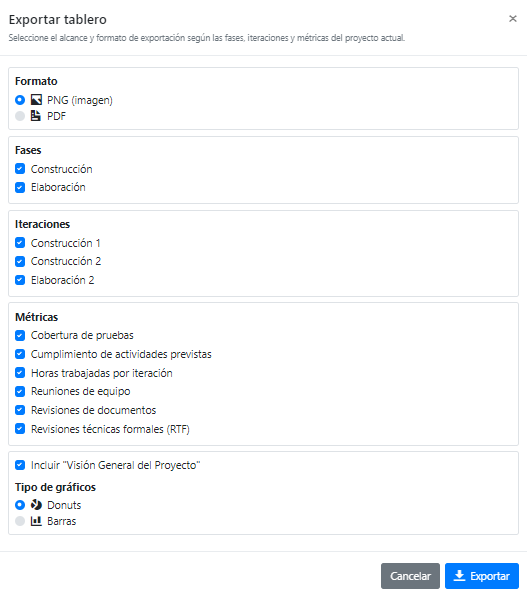 Exportar tablero
×
Seleccione el alcance y formato de exportación según las fases, iteraciones y métricas del proyecto actual.
Formato
PNG (imagen)
PDF
Fases
Construcción
Elaboración
Iteraciones
Construcción 1
Construcción 2
Elaboración 2
Métricas
Cobertura de pruebas
Cumplimiento de actividades previstas
Horas trabajadas por iteración
Reuniones de equipo
Revisiones de documentos
Revisiones técnicas formales (RTF)
Incluir "Visión General del Proyecto"
Tipo de gráficos
Donuts
Barras
Cancelar
Exportar